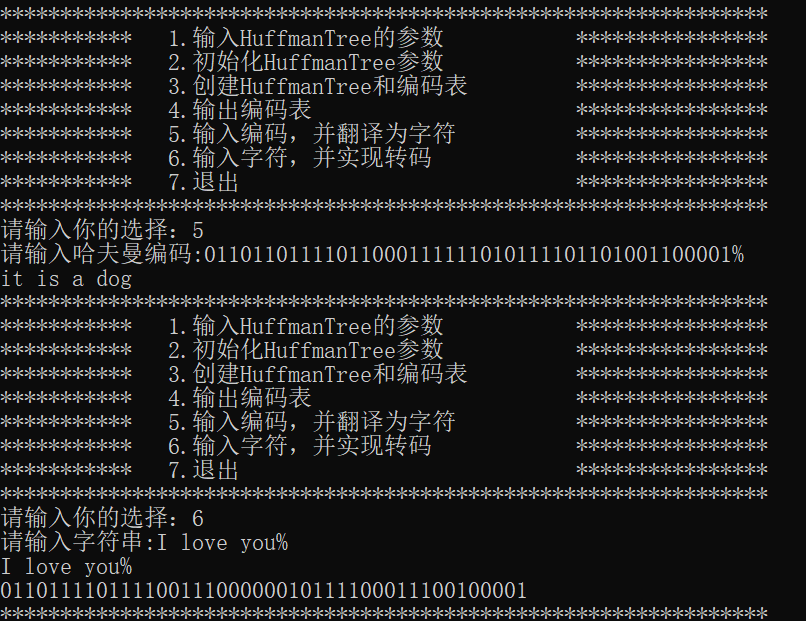 ****************************************************************
***********   1.输入HuffmanTree的参数           ****************
***********   2.初始化HuffmanTree参数           ****************
***********   3.创建HuffmanTree和编码表         ****************
***********   4.输出编码表                      ****************
***********   5.输入编码，并翻译为字符          ****************
***********   6.输入字符，并实现转码            ****************
***********   7.退出                            ****************
****************************************************************
请输入你的选择：5
请输入哈夫曼编码:011011011110110001111110101111011010011​00001%
it is a dog
****************************************************************
***********   1.输入HuffmanTree的参数           ****************
***********   2.初始化HuffmanTree参数           ****************
***********   3.创建HuffmanTree和编码表         ****************
***********   4.输出编码表                      ****************
***********   5.输入编码，并翻译为字符          ****************
***********   6.输入字符，并实现转码            ****************
***********   7.退出                            ****************
****************************************************************
请输入你的选择：6
请输入字符串:I love you%
I love you%
01101111011110011100000010111100011100100001
****************************************************************